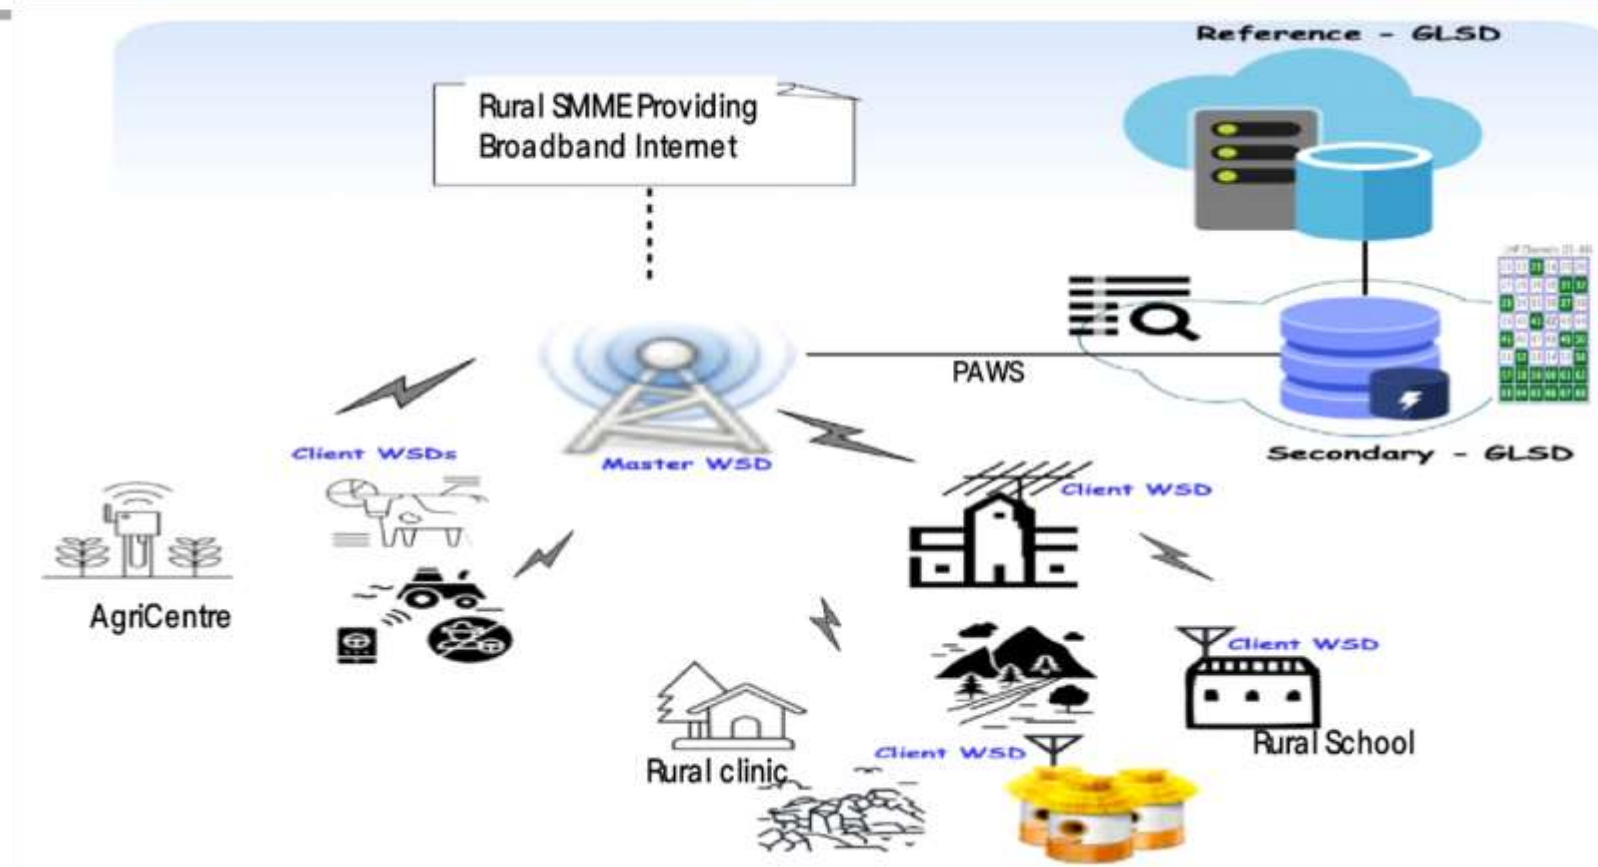 Reference - GLSD
Rural SMME Providing
Broadband Internet
PAWS
Client WSDs
Master WSD
Secondary - GLSD
Client WSD
AgriCentre
Client WSD
Rural School
Client WSD
Rural clinic